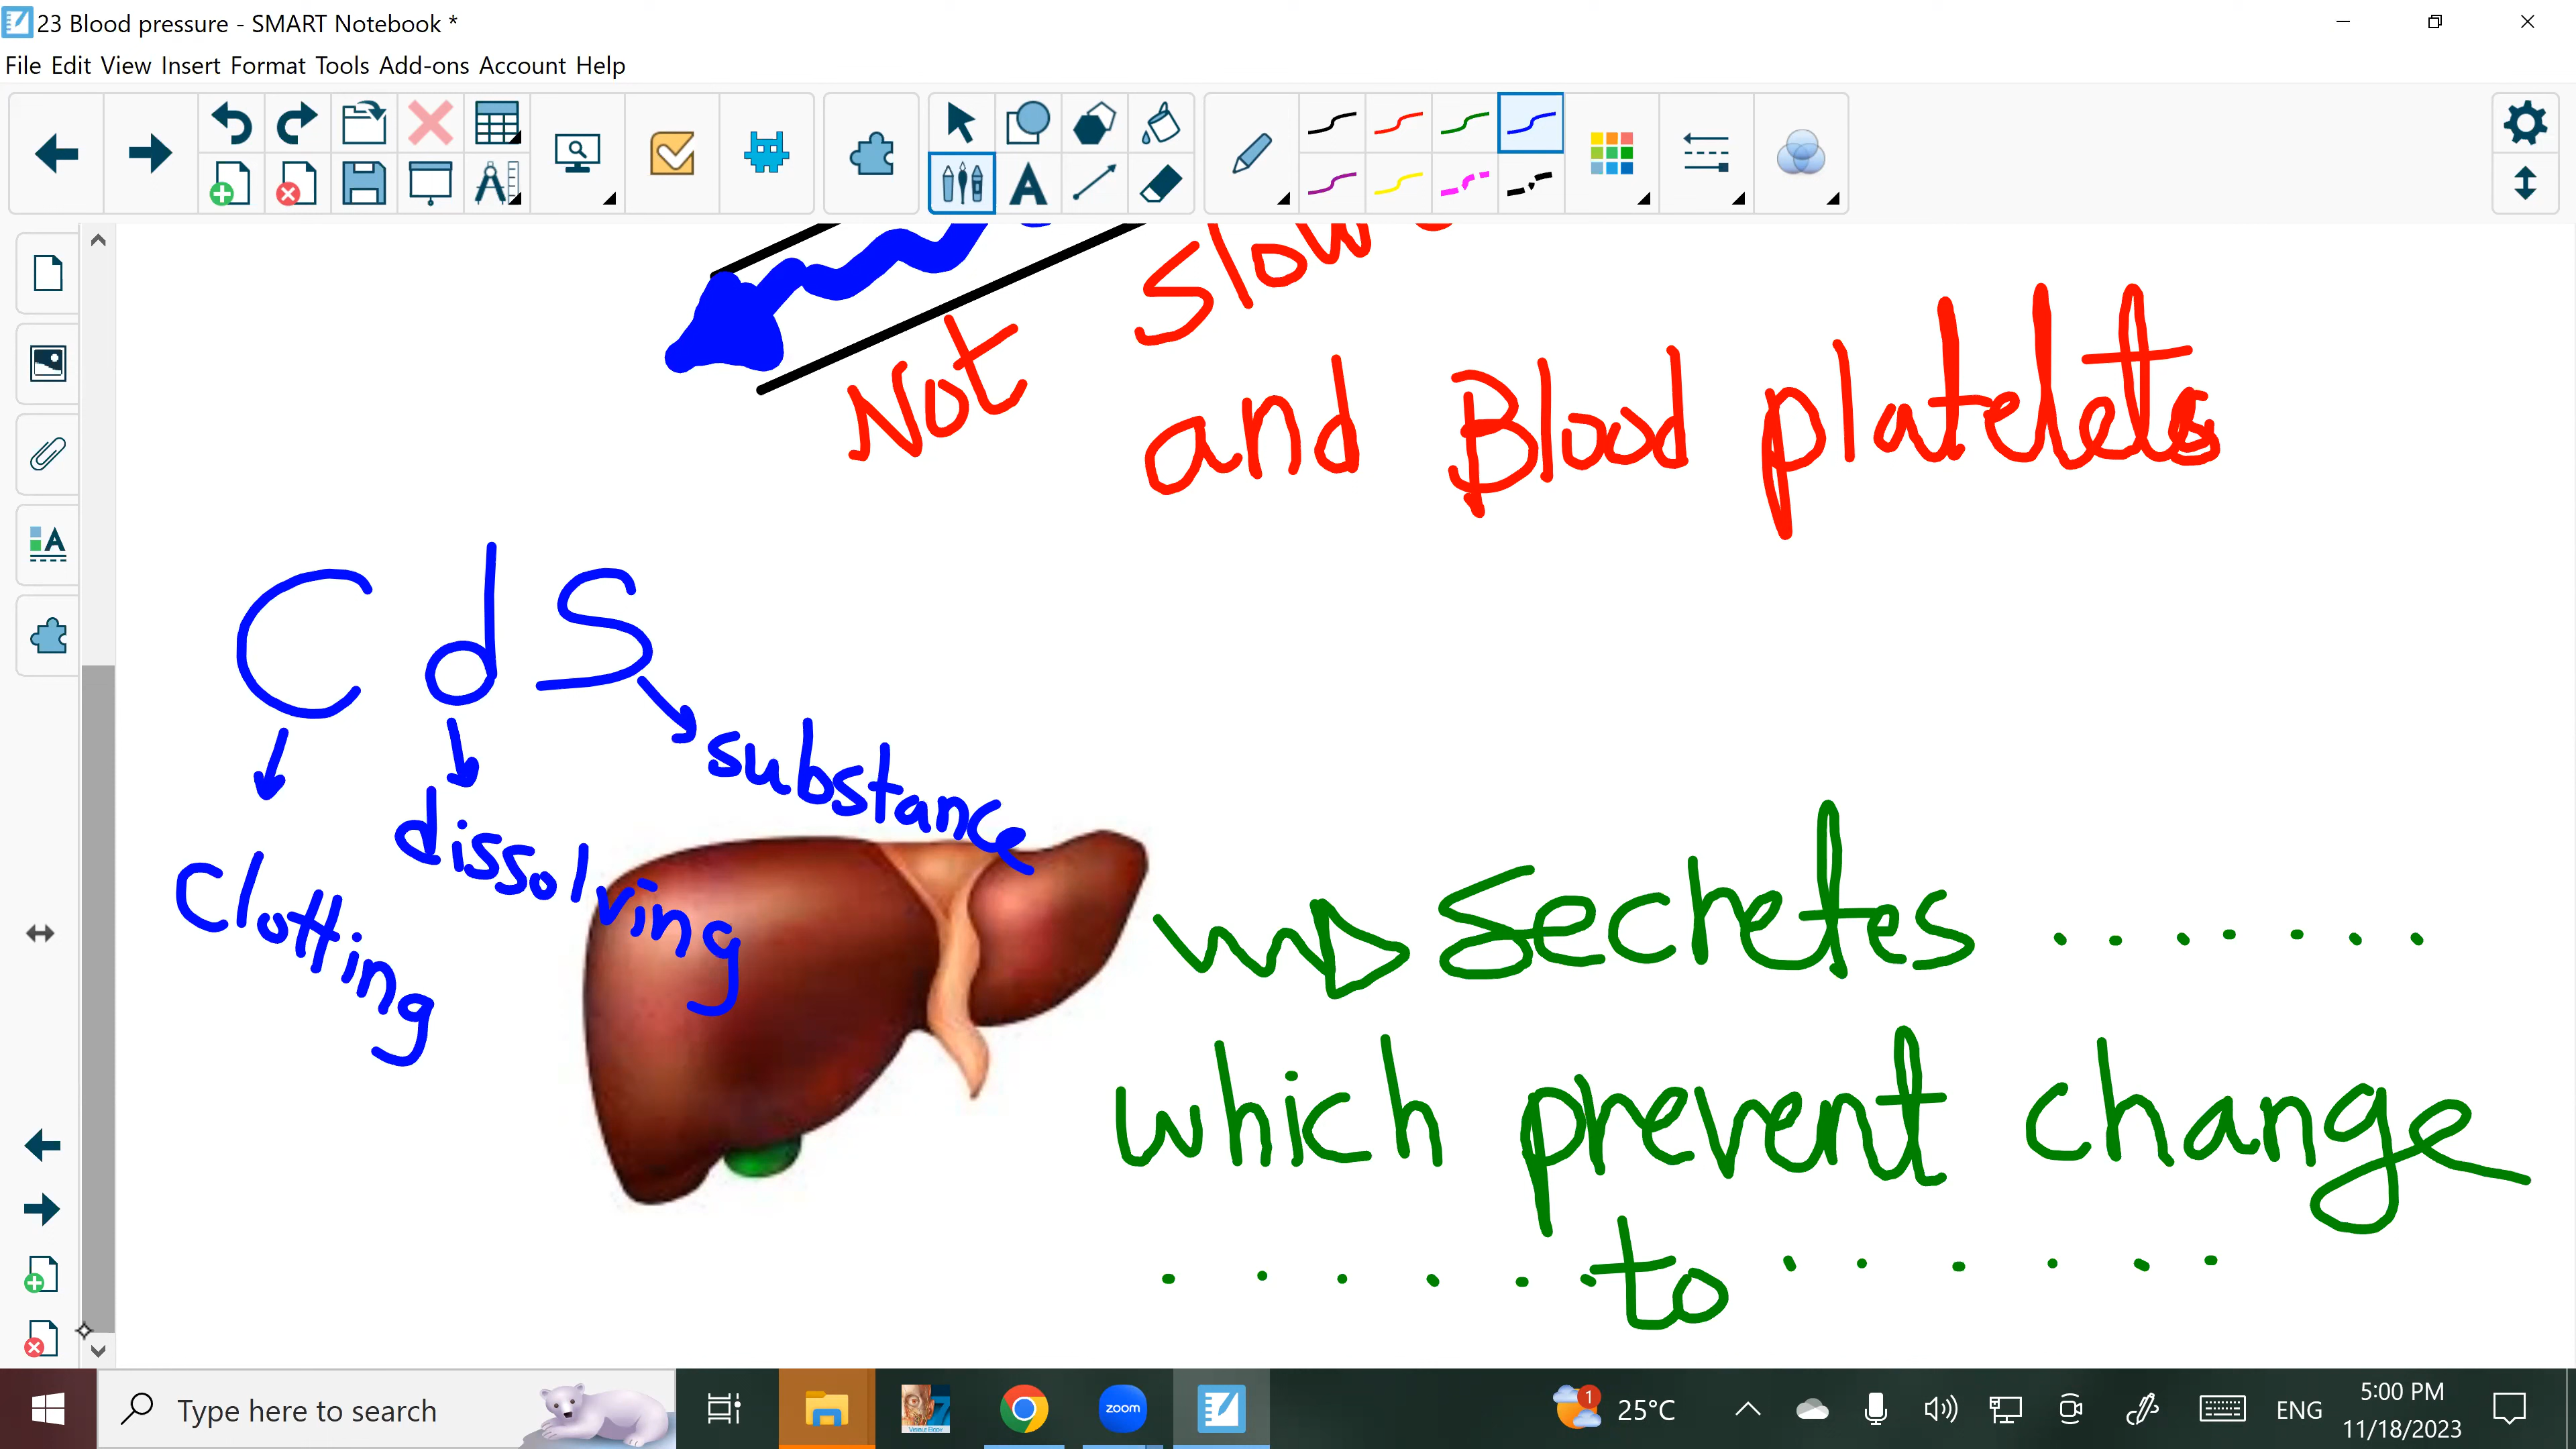 23 Blood pressure - SMART Notebook *
File Edit View Insert Format Tools Add-ons Account Help
Not slow
and Blood platelets
C d S
substance
dissolving
Clotting
secretes .......
which prevent change
...... to ......
Type here to search
zoom
1
25°C
ENG
5:00 PM
11/18/2023